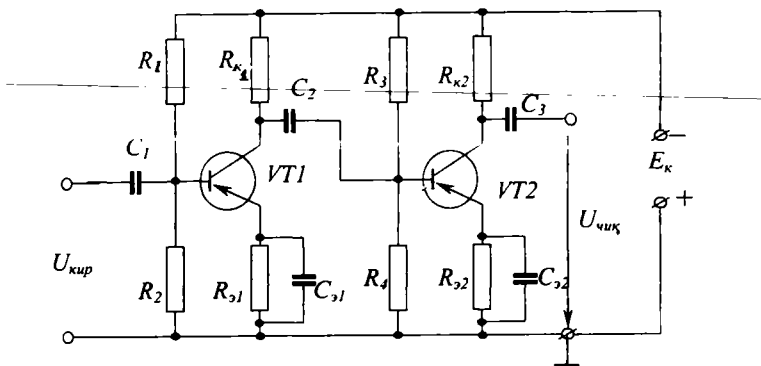 R₁
Rк₁
R₃
Rк2
C₂
C₃
C₁
VT1
VT2
−
Eк
+
Uкир
Uчиқ
R₂
Rэ1
Cэ1
R₄
Rэ2
Cэ2